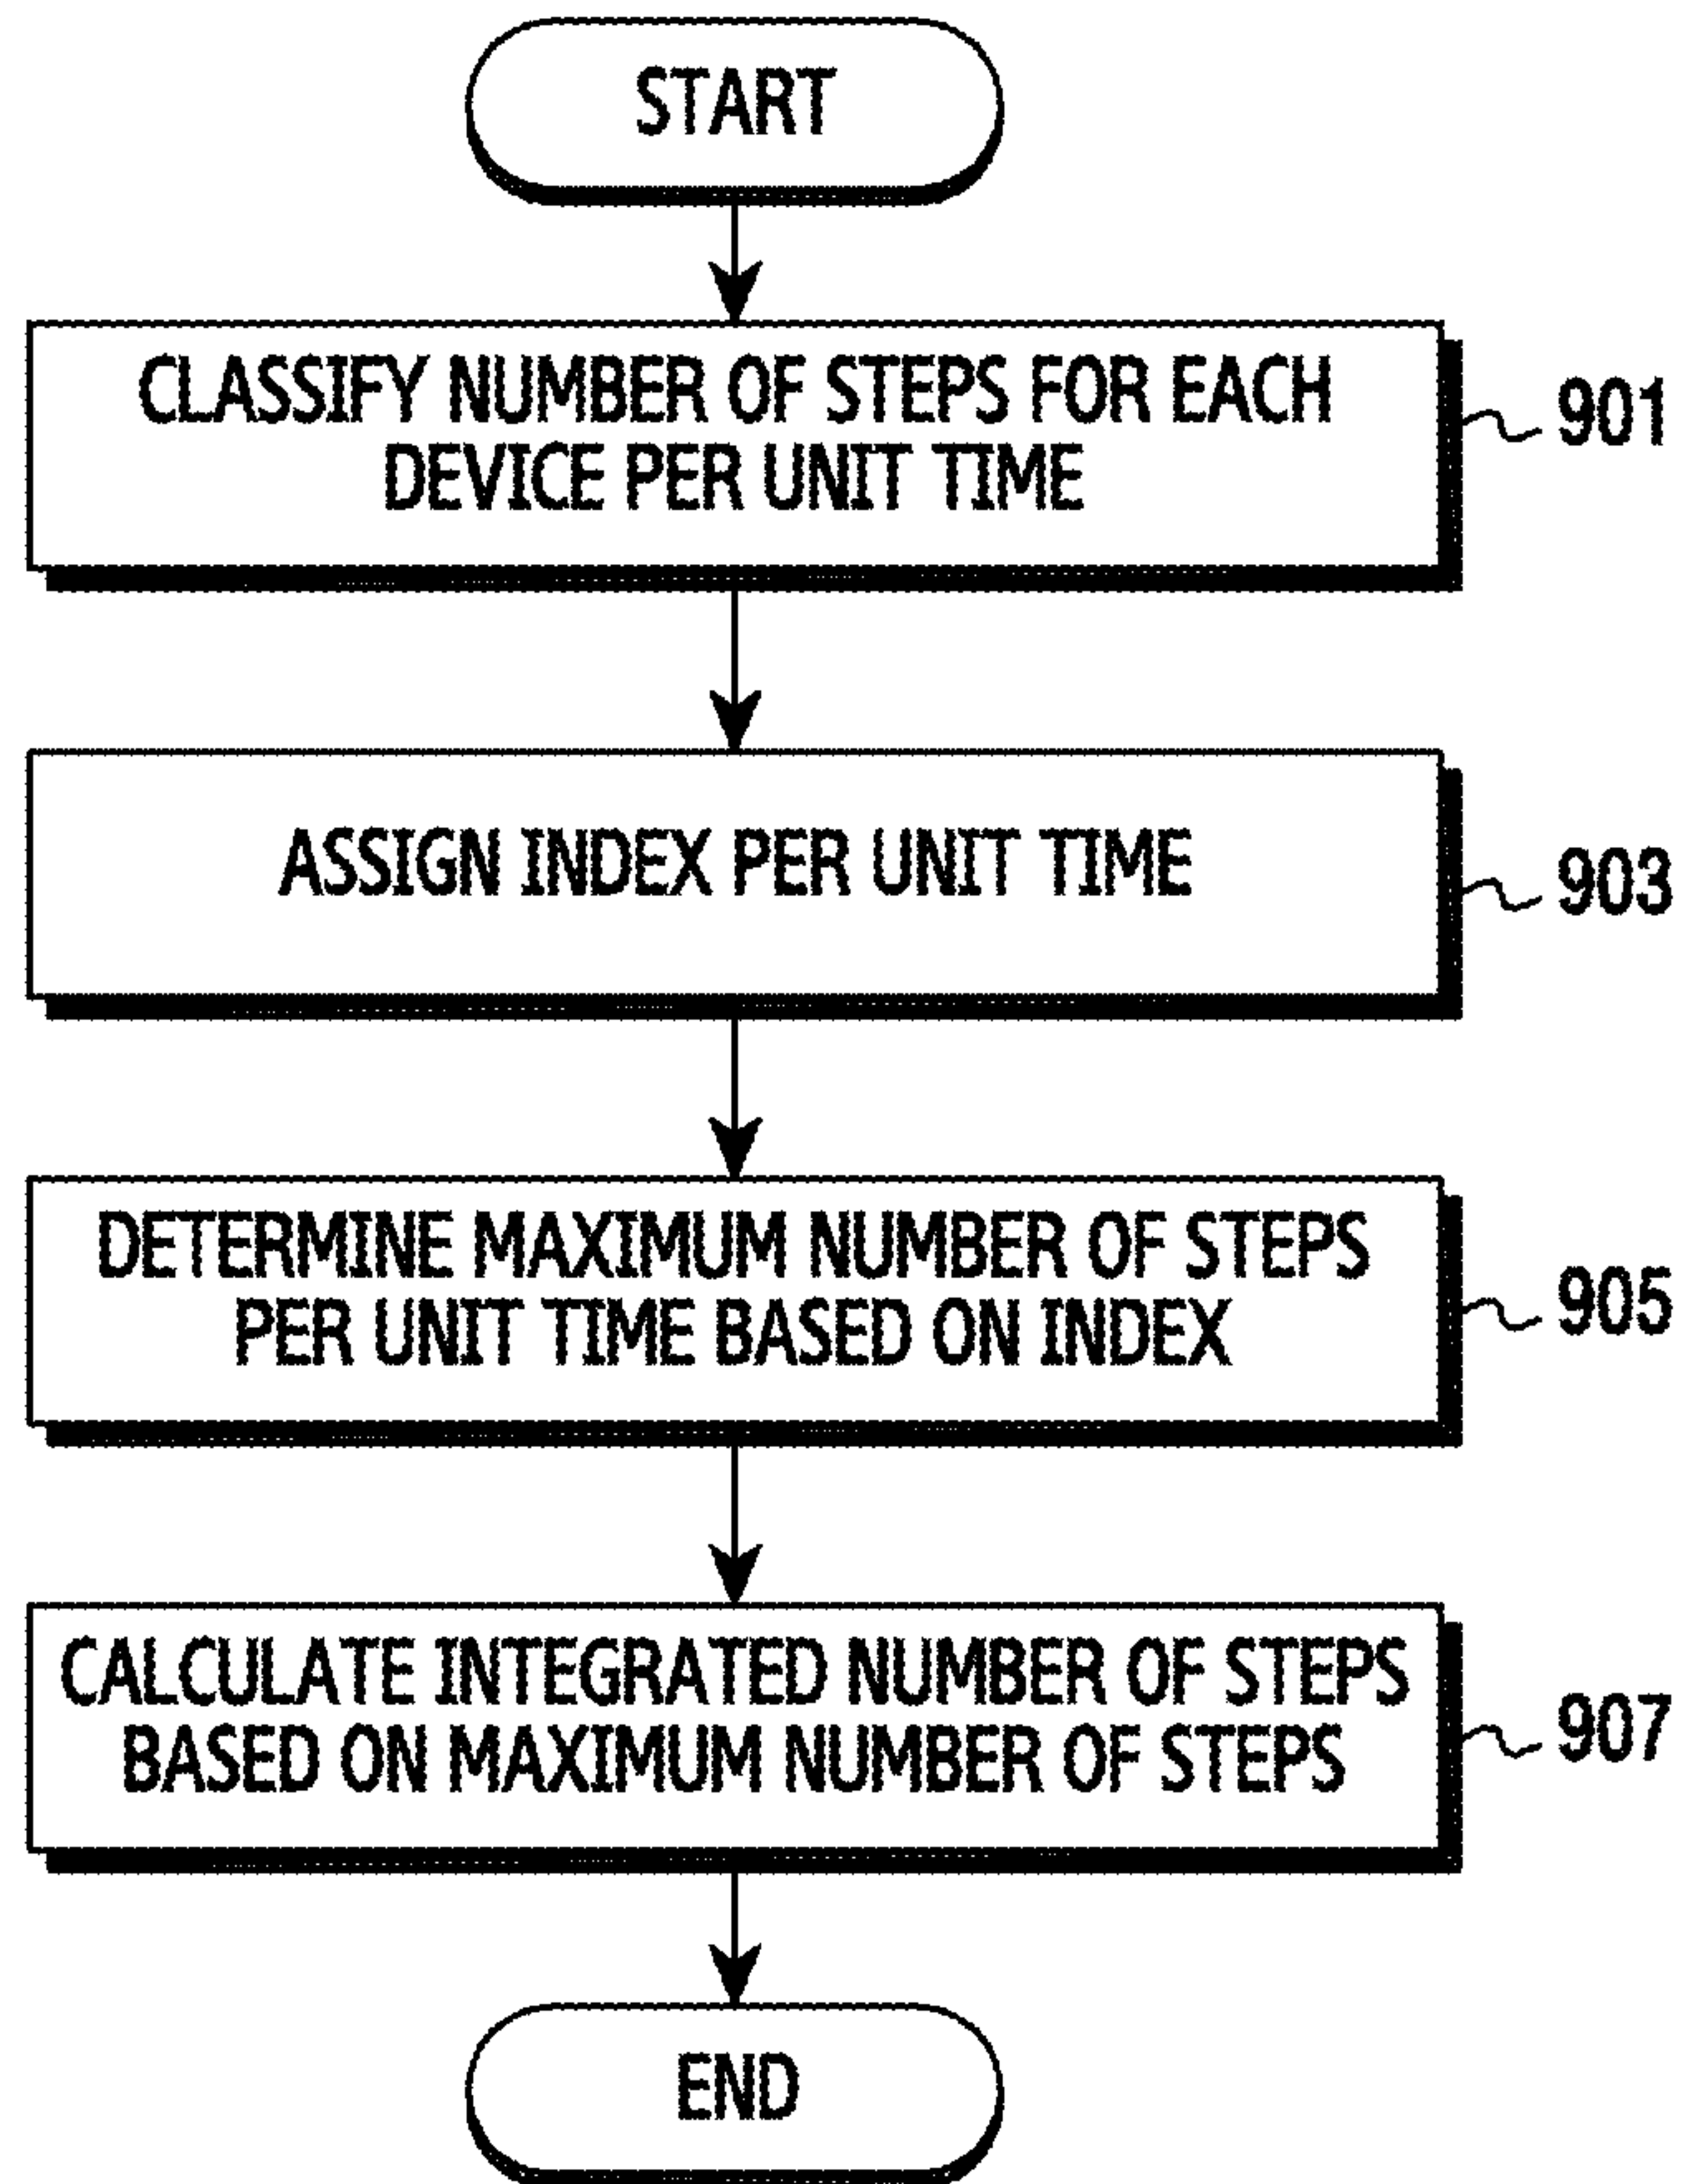 START
CLASSIFY NUMBER OF STEPS FOR EACH
DEVICE PER UNIT TIME
901
ASSIGN INDEX PER UNIT TIME
903
DETERMINE MAXIMUM NUMBER OF STEPS
PER UNIT TIME BASED ON INDEX
905
CALCULATE INTEGRATED NUMBER OF STEPS
BASED ON MAXIMUM NUMBER OF STEPS
907
END